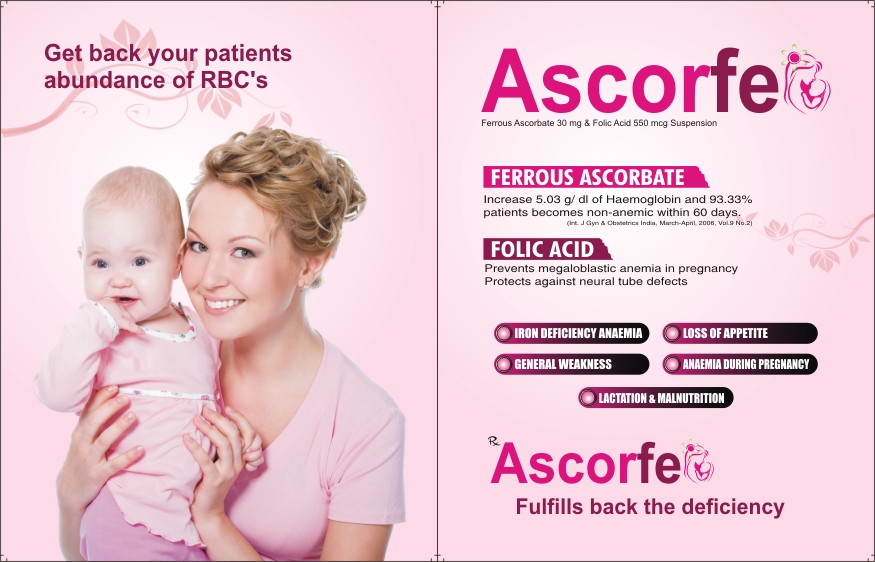 Get back your patients
abundance of RBC's
Ascorfe
Ferrous Ascorbate 30 mg & Folic Acid 550 mcg Suspension
FERROUS ASCORBATE
Increase 5.03 g/ dl of Haemoglobin and 93.33%
patients becomes non-anemic within 60 days.
(Int. J Gyn & Obstetrics India, March-April, 2006, Vol.9 No.2)
FOLIC ACID
Prevents megaloblastic anemia in pregnancy
Protects against neural tube defects
IRON DEFICIENCY ANAEMIA
LOSS OF APPETITE
GENERAL WEAKNESS
ANAEMIA DURING PREGNANCY
LACTATION & MALNUTRITION
Rx
Ascorfe
Fulfills back the deficiency